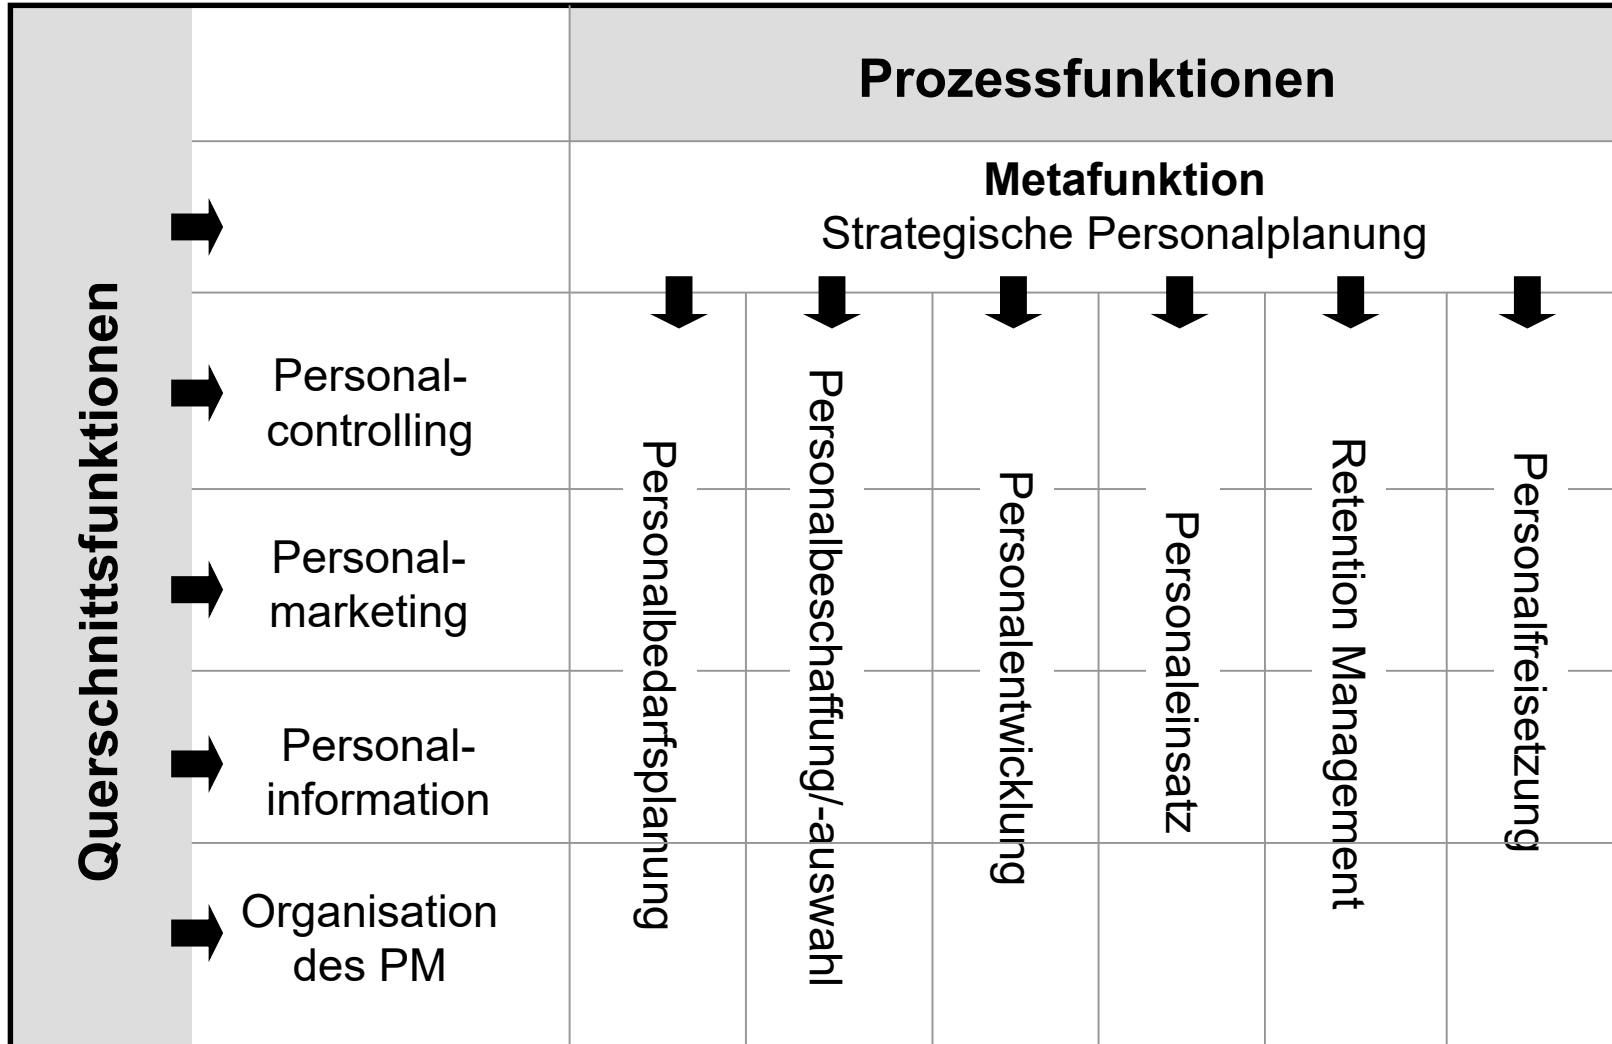 Prozessfunktionen
Metafunktion
Strategische Personalplanung
Querschnittsfunktionen
Personal-
controlling
Personal-
marketing
Personal-
information
Organisation
des PM
Personalbedarfsplanung
Personalbeschaffung/-auswahl
Personalentwicklung
Personaleinsatz
Retention Management
Personalfreisetzung